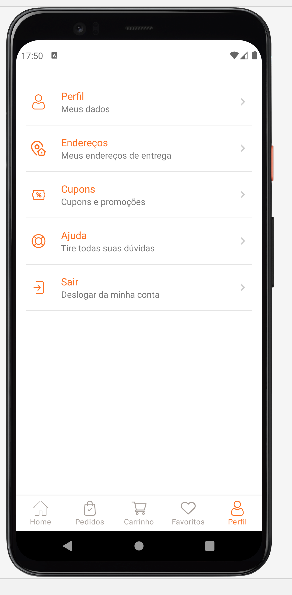 17:50
Perfil
Meus dados
Endereços
Meus endereços de entrega
Cupons
Cupons e promoções
Ajuda
Tire todas suas dúvidas
Sair
Deslogar da minha conta
Home Pedidos Carrinho Favoritos Perfil